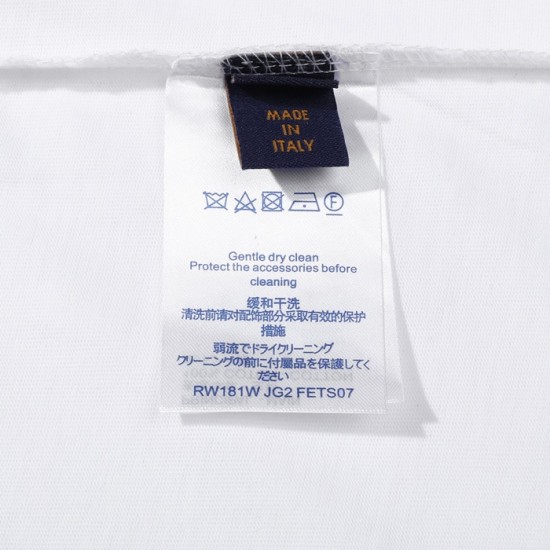 MADE
IN
ITALY
Gentle dry clean
Protect the accessories before
cleaning
缓和干洗
清洗前请对配饰部分采取有效的保护
措施
弱流でドライクリーニング
クリーニングの前に付属品を保護してく
ださい
RW181W JG2 FETS07